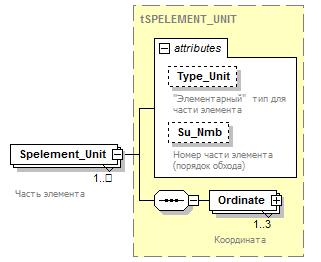 tSPELEMENT_UNIT
attributes
Type_Unit
"Элементарный" тип для
части элемента
Su_Nmb
Номер части элемента
(порядок обхода)
Spelement_Unit
1..□
Часть элемента
Ordinate
1..3
Координата